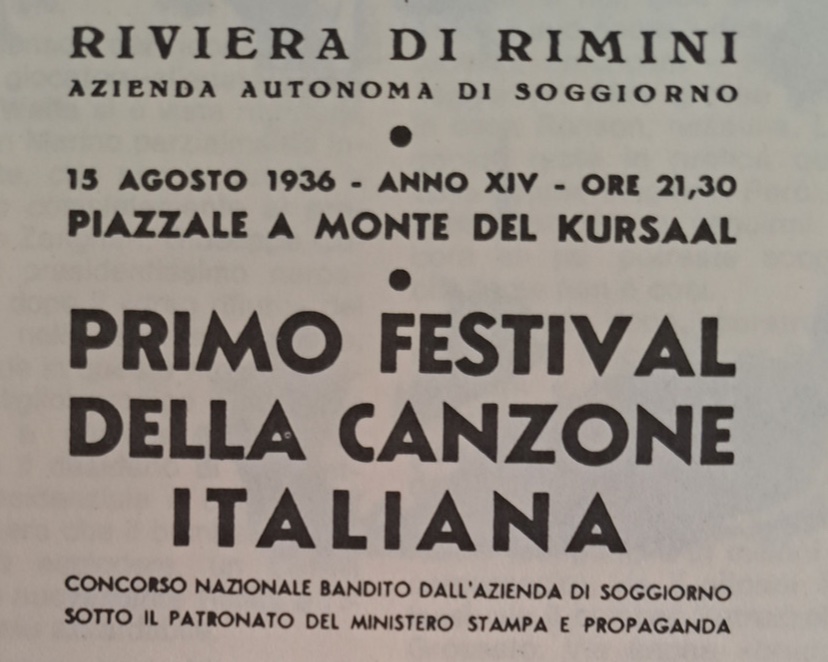 RIVIERA DI RIMINI
AZIENDA AUTONOMA DI SOGGIORNO
15 AGOSTO 1936 - ANNO XIV - ORE 21,30
PIAZZALE A MONTE DEL KURSAAL
PRIMO FESTIVAL
DELLA CANZONE
ITALIANA
CONCORSO NAZIONALE BANDITO DALL'AZIENDA DI SOGGIORNO
SOTTO IL PATRONATO DEL MINISTERO STAMPA E PROPAGANDA